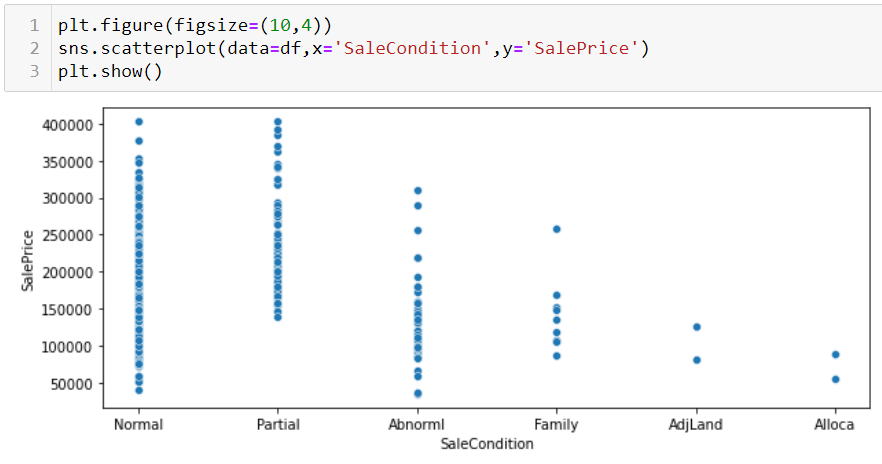 1 plt.figure(figsize=(10,4))
2 sns.scatterplot(data=df,x='SaleCondition',y='SalePrice')
3 plt.show()
400000
350000
300000
250000
200000
150000
100000
50000
SalePrice
Normal Partial Abnorml Family AdjLand Alloca
SaleCondition